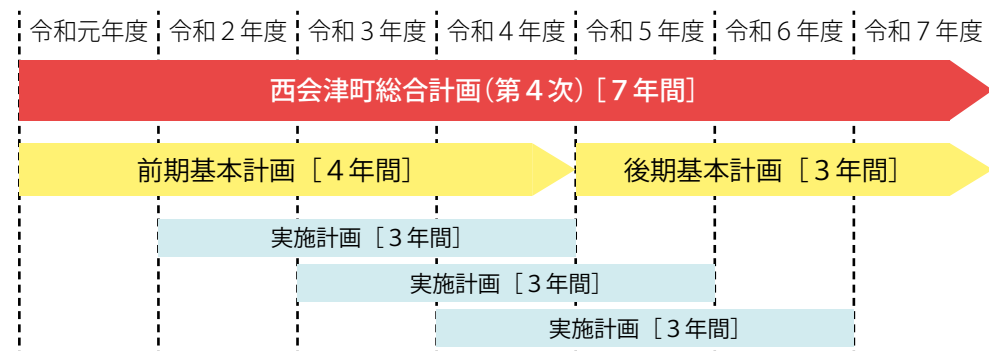 令和元年度 令和２年度 令和３年度 令和４年度 令和５年度 令和６年度 令和７年度
西会津町総合計画（第４次）［７年間］
前期基本計画［４年間］ 後期基本計画［３年間］
実施計画［３年間］
実施計画［３年間］
実施計画［３年間］